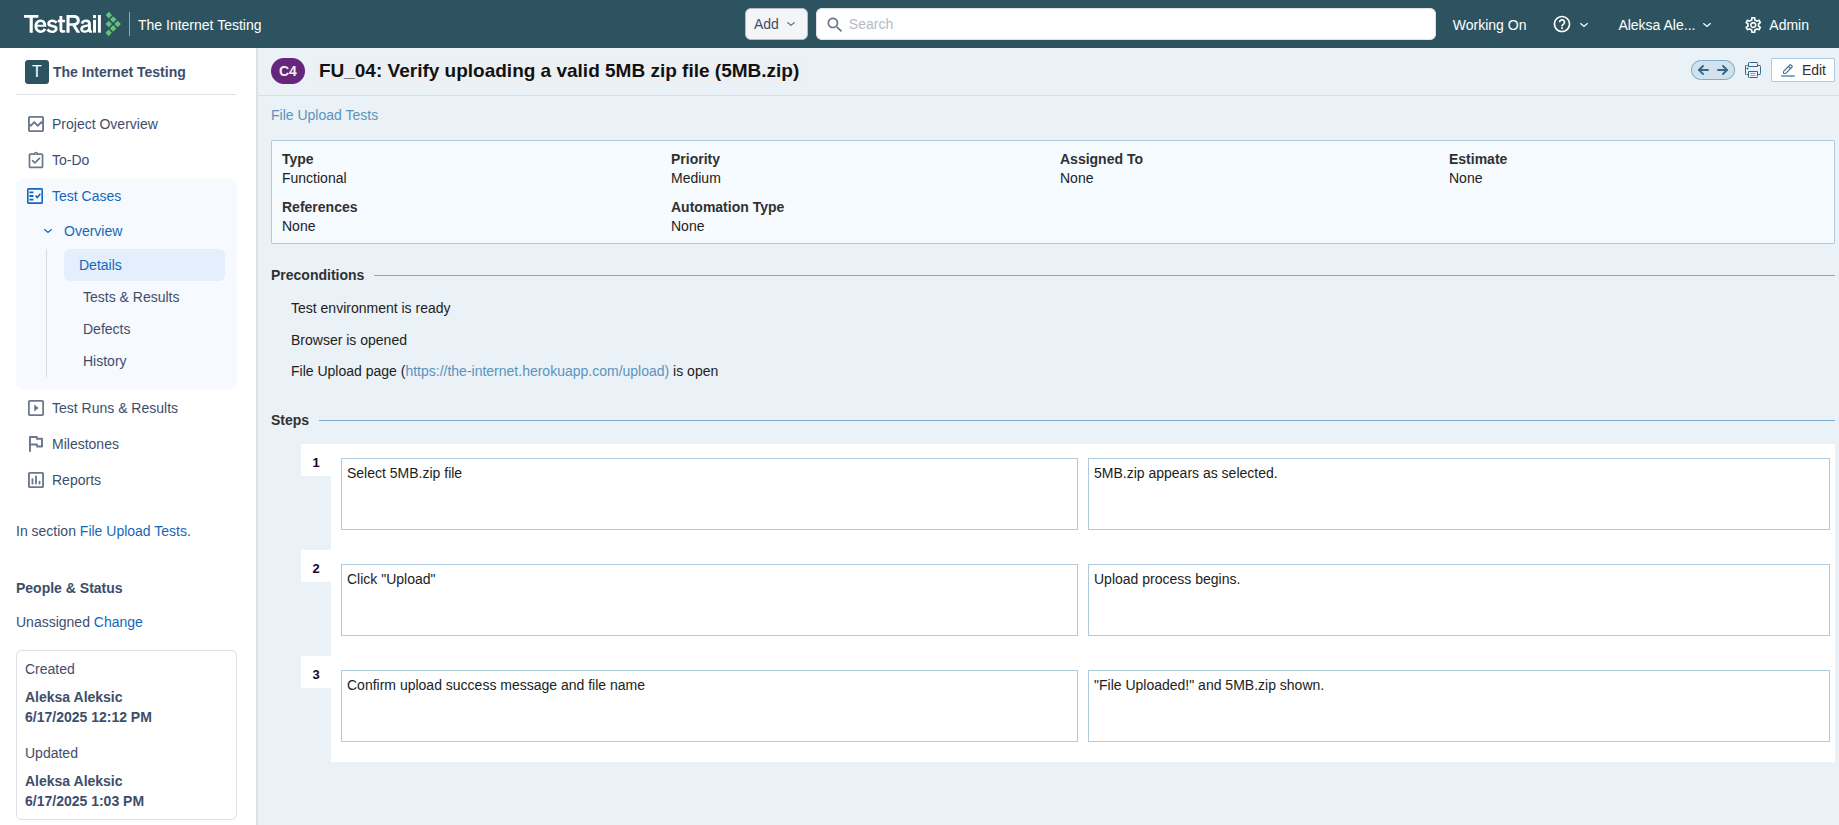 TestRail The Internet Testing Add Search Working On Aleksa Ale... Admin
T The Internet Testing
Project Overview
To-Do
Test Cases
Overview
Details
Tests & Results
Defects
History
Test Runs & Results
Milestones
Reports
In section File Upload Tests.
People & Status
Unassigned Change
Created
Aleksa Aleksic
6/17/2025 12:12 PM
Updated
Aleksa Aleksic
6/17/2025 1:03 PM
C4 FU_04: Verify uploading a valid 5MB zip file (5MB.zip) Edit
File Upload Tests
Type Priority Assigned To Estimate
Functional Medium None None
References Automation Type
None None
Preconditions
Test environment is ready
Browser is opened
File Upload page (https://the-internet.herokuapp.com/upload) is open
Steps
1 Select 5MB.zip file 5MB.zip appears as selected.
2 Click "Upload" Upload process begins.
3 Confirm upload success message and file name "File Uploaded!" and 5MB.zip shown.